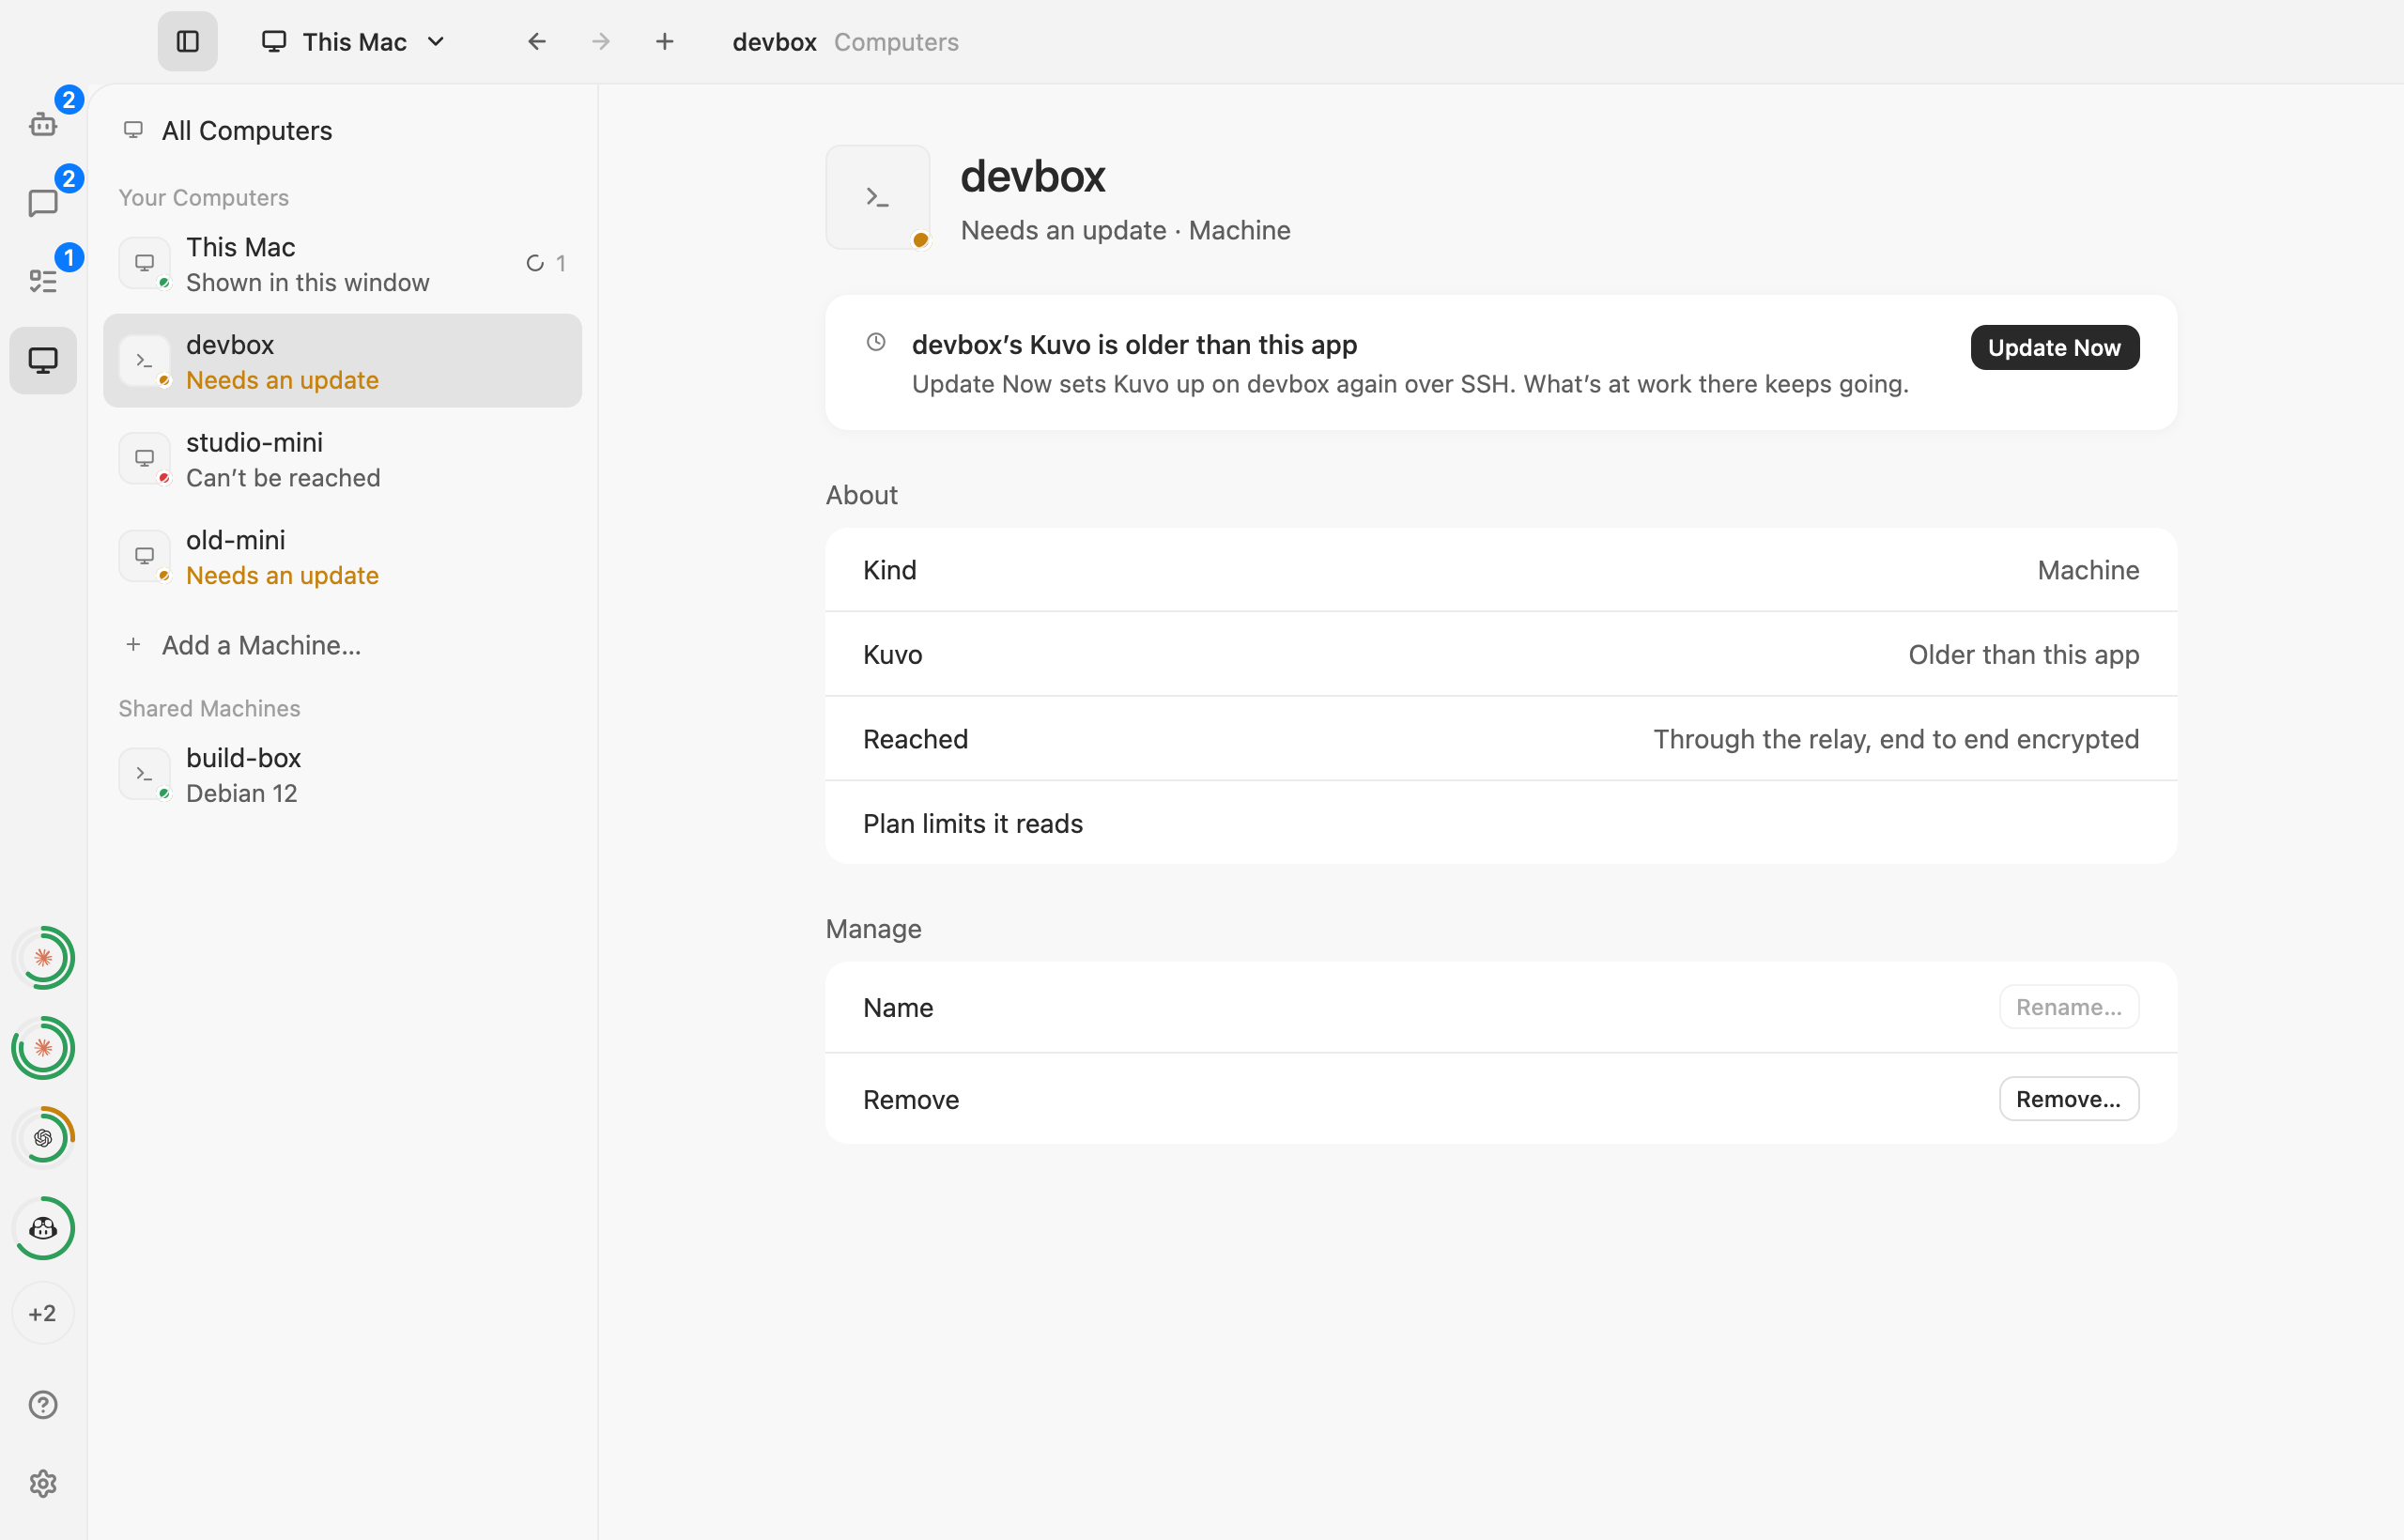 This Mac
devbox Computers
2
2
1
All Computers
Your Computers
This Mac
Shown in this window
1
devbox
Needs an update
studio-mini
Can’t be reached
old-mini
Needs an update
Add a Machine...
Shared Machines
build-box
Debian 12
+2
devbox
Needs an update · Machine
devbox’s Kuvo is older than this app
Update Now sets Kuvo up on devbox again over SSH. What’s at work there keeps going.
Update Now
About
Kind
Machine
Kuvo
Older than this app
Reached
Through the relay, end to end encrypted
Plan limits it reads
Manage
Name
Rename...
Remove
Remove...